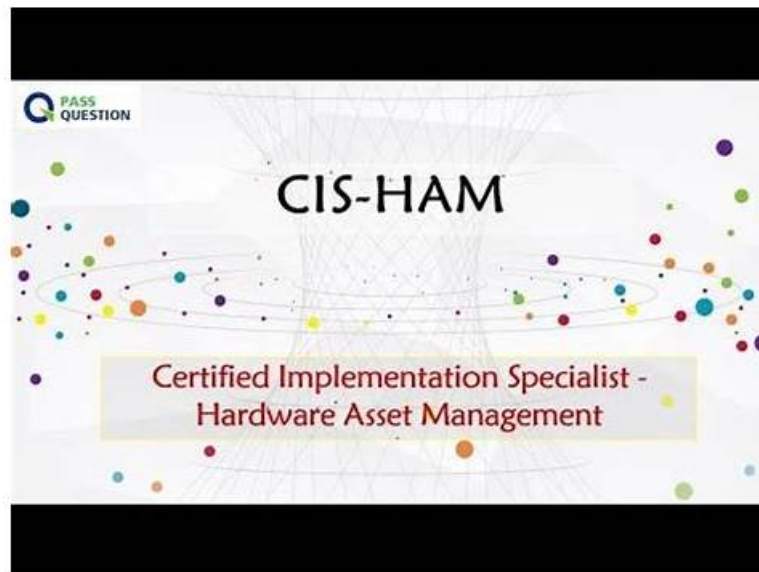 PASS
QUESTION
CIS-HAM
Certified Implementation Specialist -
Hardware Asset Management